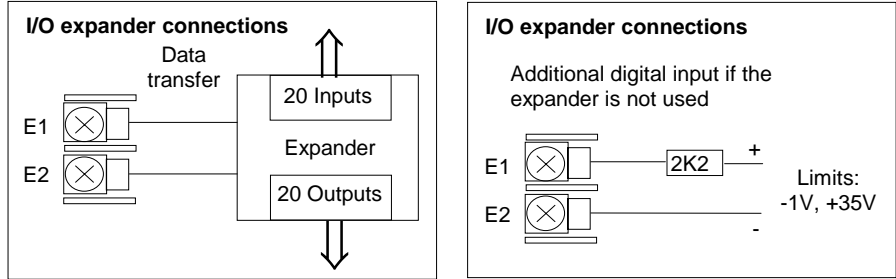 I/O expander connections
Data
transfer
20 Inputs
E1
Expander
E2
20 Outputs
I/O expander connections
Additional digital input if the
expander is not used
E1
2K2
+
Limits:
-1V, +35V
E2
-